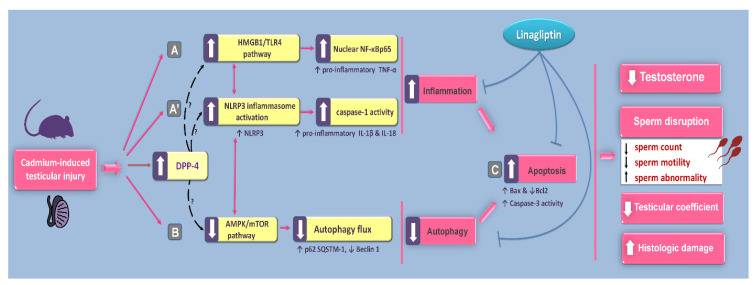 Linagliptin
A
HMGB1/TLR4
pathway
Nuclear NF-κBp65
↑ pro-inflammatory TNF-α
A'
NLRP3 inflammasome
activation
↑ NLRP3
caspase-1 activity
↑ pro-inflammatory IL-1β & IL-18
Inflammation
Cadmium-induced
testicular injury
DPP-4
?
?
?
B
AMPK/mTOR
pathway
Autophagy flux
↑ p62 SQSTM-1, ↓ Beclin 1
Autophagy
C
Apoptosis
↑ Bax & ↓Bcl2
↑ Caspase-3 activity
Testosterone
Sperm disruption
↓ sperm count
↓ sperm motility
↑ sperm abnormality
Testicular coefficient
Histologic damage